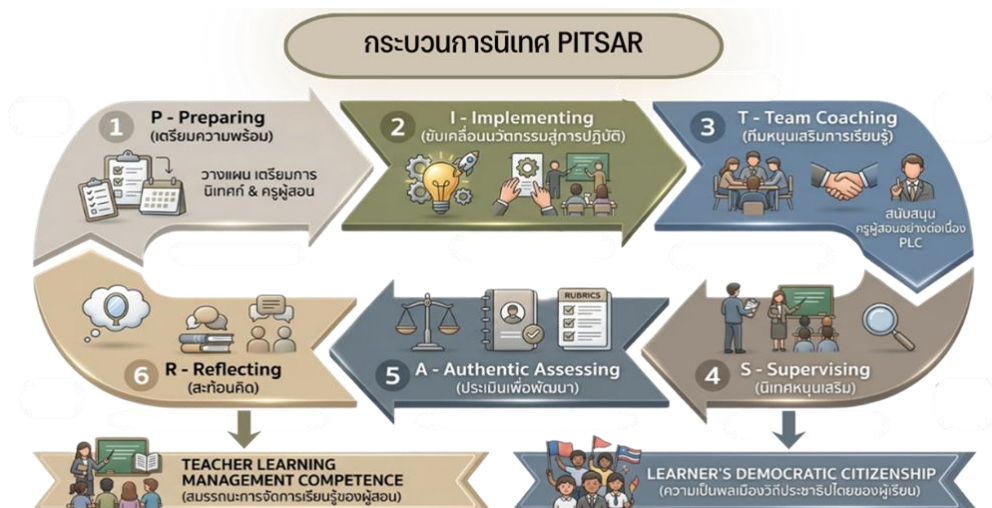 กระบวนการนิเทศ PITSAR
1
P - Preparing
(เตรียมความพร้อม)
วางแผน เตรียมการ
นิเทศก์ & ครูผู้สอน
2
I - Implementing
(ขับเคลื่อนนวัตกรรมสู่การปฏิบัติ)
3
T - Team Coaching
(ทีมหนุนเสริมการเรียนรู้)
สนับสนุน
ครูผู้สอนอย่างต่อเนื่อง
PLC
4
S - Supervising
(นิเทศหนุนเสริม)
RUBRICS
5
A - Authentic Assessing
(ประเมินเพื่อพัฒนา)
6
R - Reflecting
(สะท้อนคิด)
TEACHER LEARNING
MANAGEMENT COMPETENCE
(สมรรถนะการจัดการเรียนรู้ของผู้สอน)
LEARNER'S DEMOCRATIC CITIZENSHIP
(ความเป็นพลเมืองวิถีประชาธิปไตยของผู้เรียน)